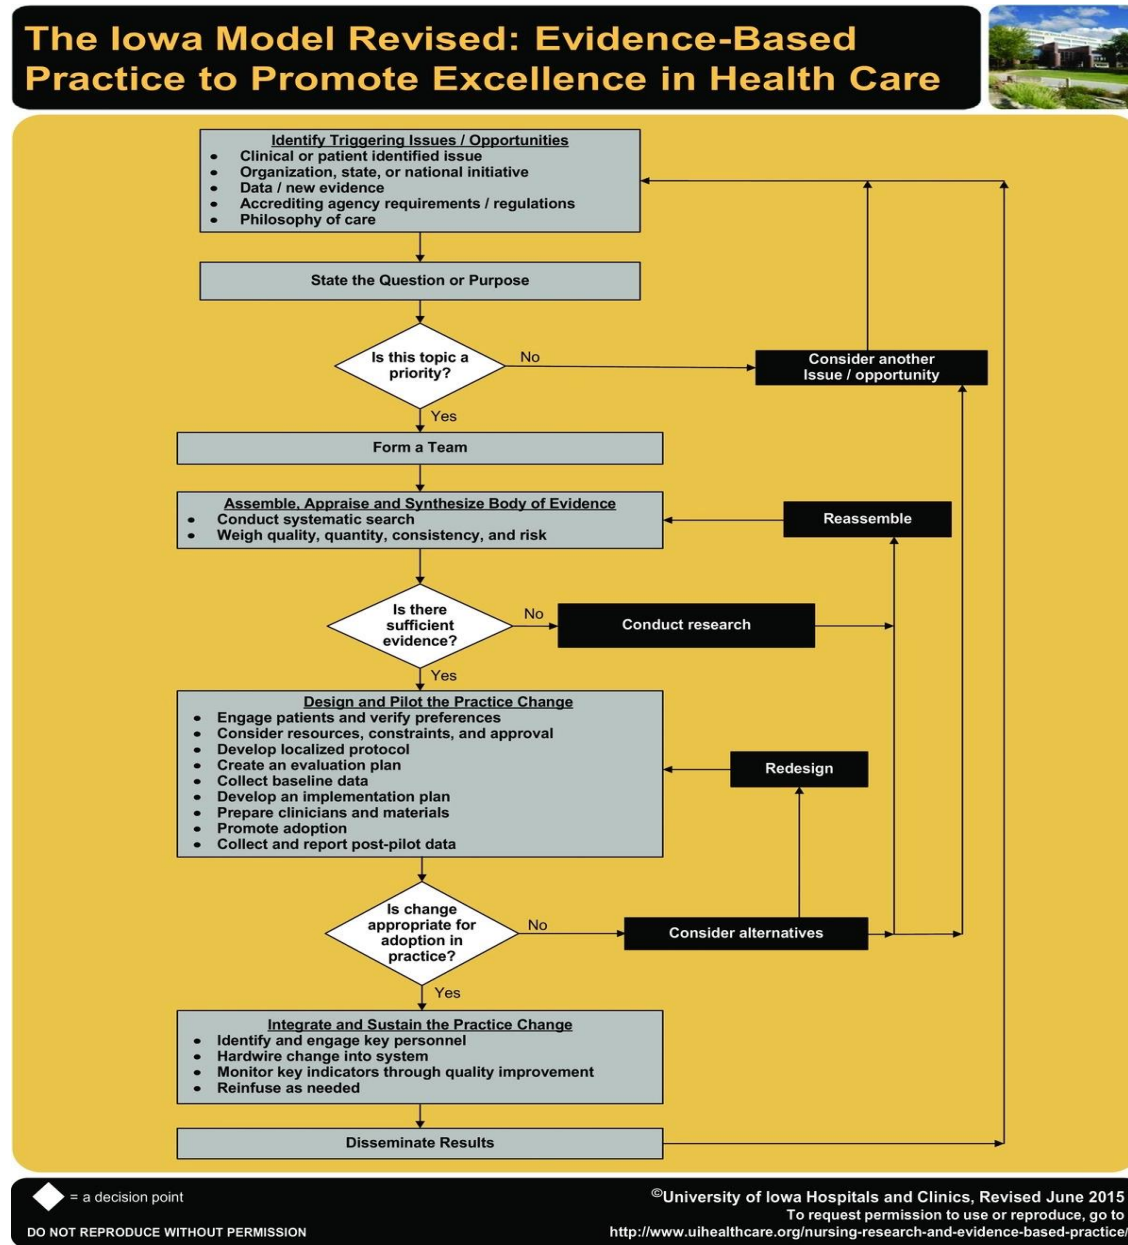 The Iowa Model Revised: Evidence-Based
Practice to Promote Excellence in Health Care
Identify Triggering Issues / Opportunities
• Clinical or patient identified issue
• Organization, state, or national initiative
• Data / new evidence
• Accrediting agency requirements / regulations
• Philosophy of care
State the Question or Purpose
Is this topic a
priority?
No
Consider another
Issue / opportunity
Yes
Form a Team
Assemble, Appraise and Synthesize Body of Evidence
• Conduct systematic search
• Weigh quality, quantity, consistency, and risk
Reassemble
Is there
sufficient
evidence?
No
Conduct research
Yes
Design and Pilot the Practice Change
• Engage patients and verify preferences
• Consider resources, constraints, and approval
• Develop localized protocol
• Create an evaluation plan
• Collect baseline data
• Develop an implementation plan
• Prepare clinicians and materials
• Promote adoption
• Collect and report post-pilot data
Redesign
Is change
appropriate for
adoption in
practice?
No
Consider alternatives
Yes
Integrate and Sustain the Practice Change
• Identify and engage key personnel
• Hardwire change into system
• Monitor key indicators through quality improvement
• Reinfuse as needed
Disseminate Results
= a decision point
DO NOT REPRODUCE WITHOUT PERMISSION
©University of Iowa Hospitals and Clinics, Revised June 2015
To request permission to use or reproduce, go to
http://www.uihealthcare.org/nursing-research-and-evidence-based-practice/